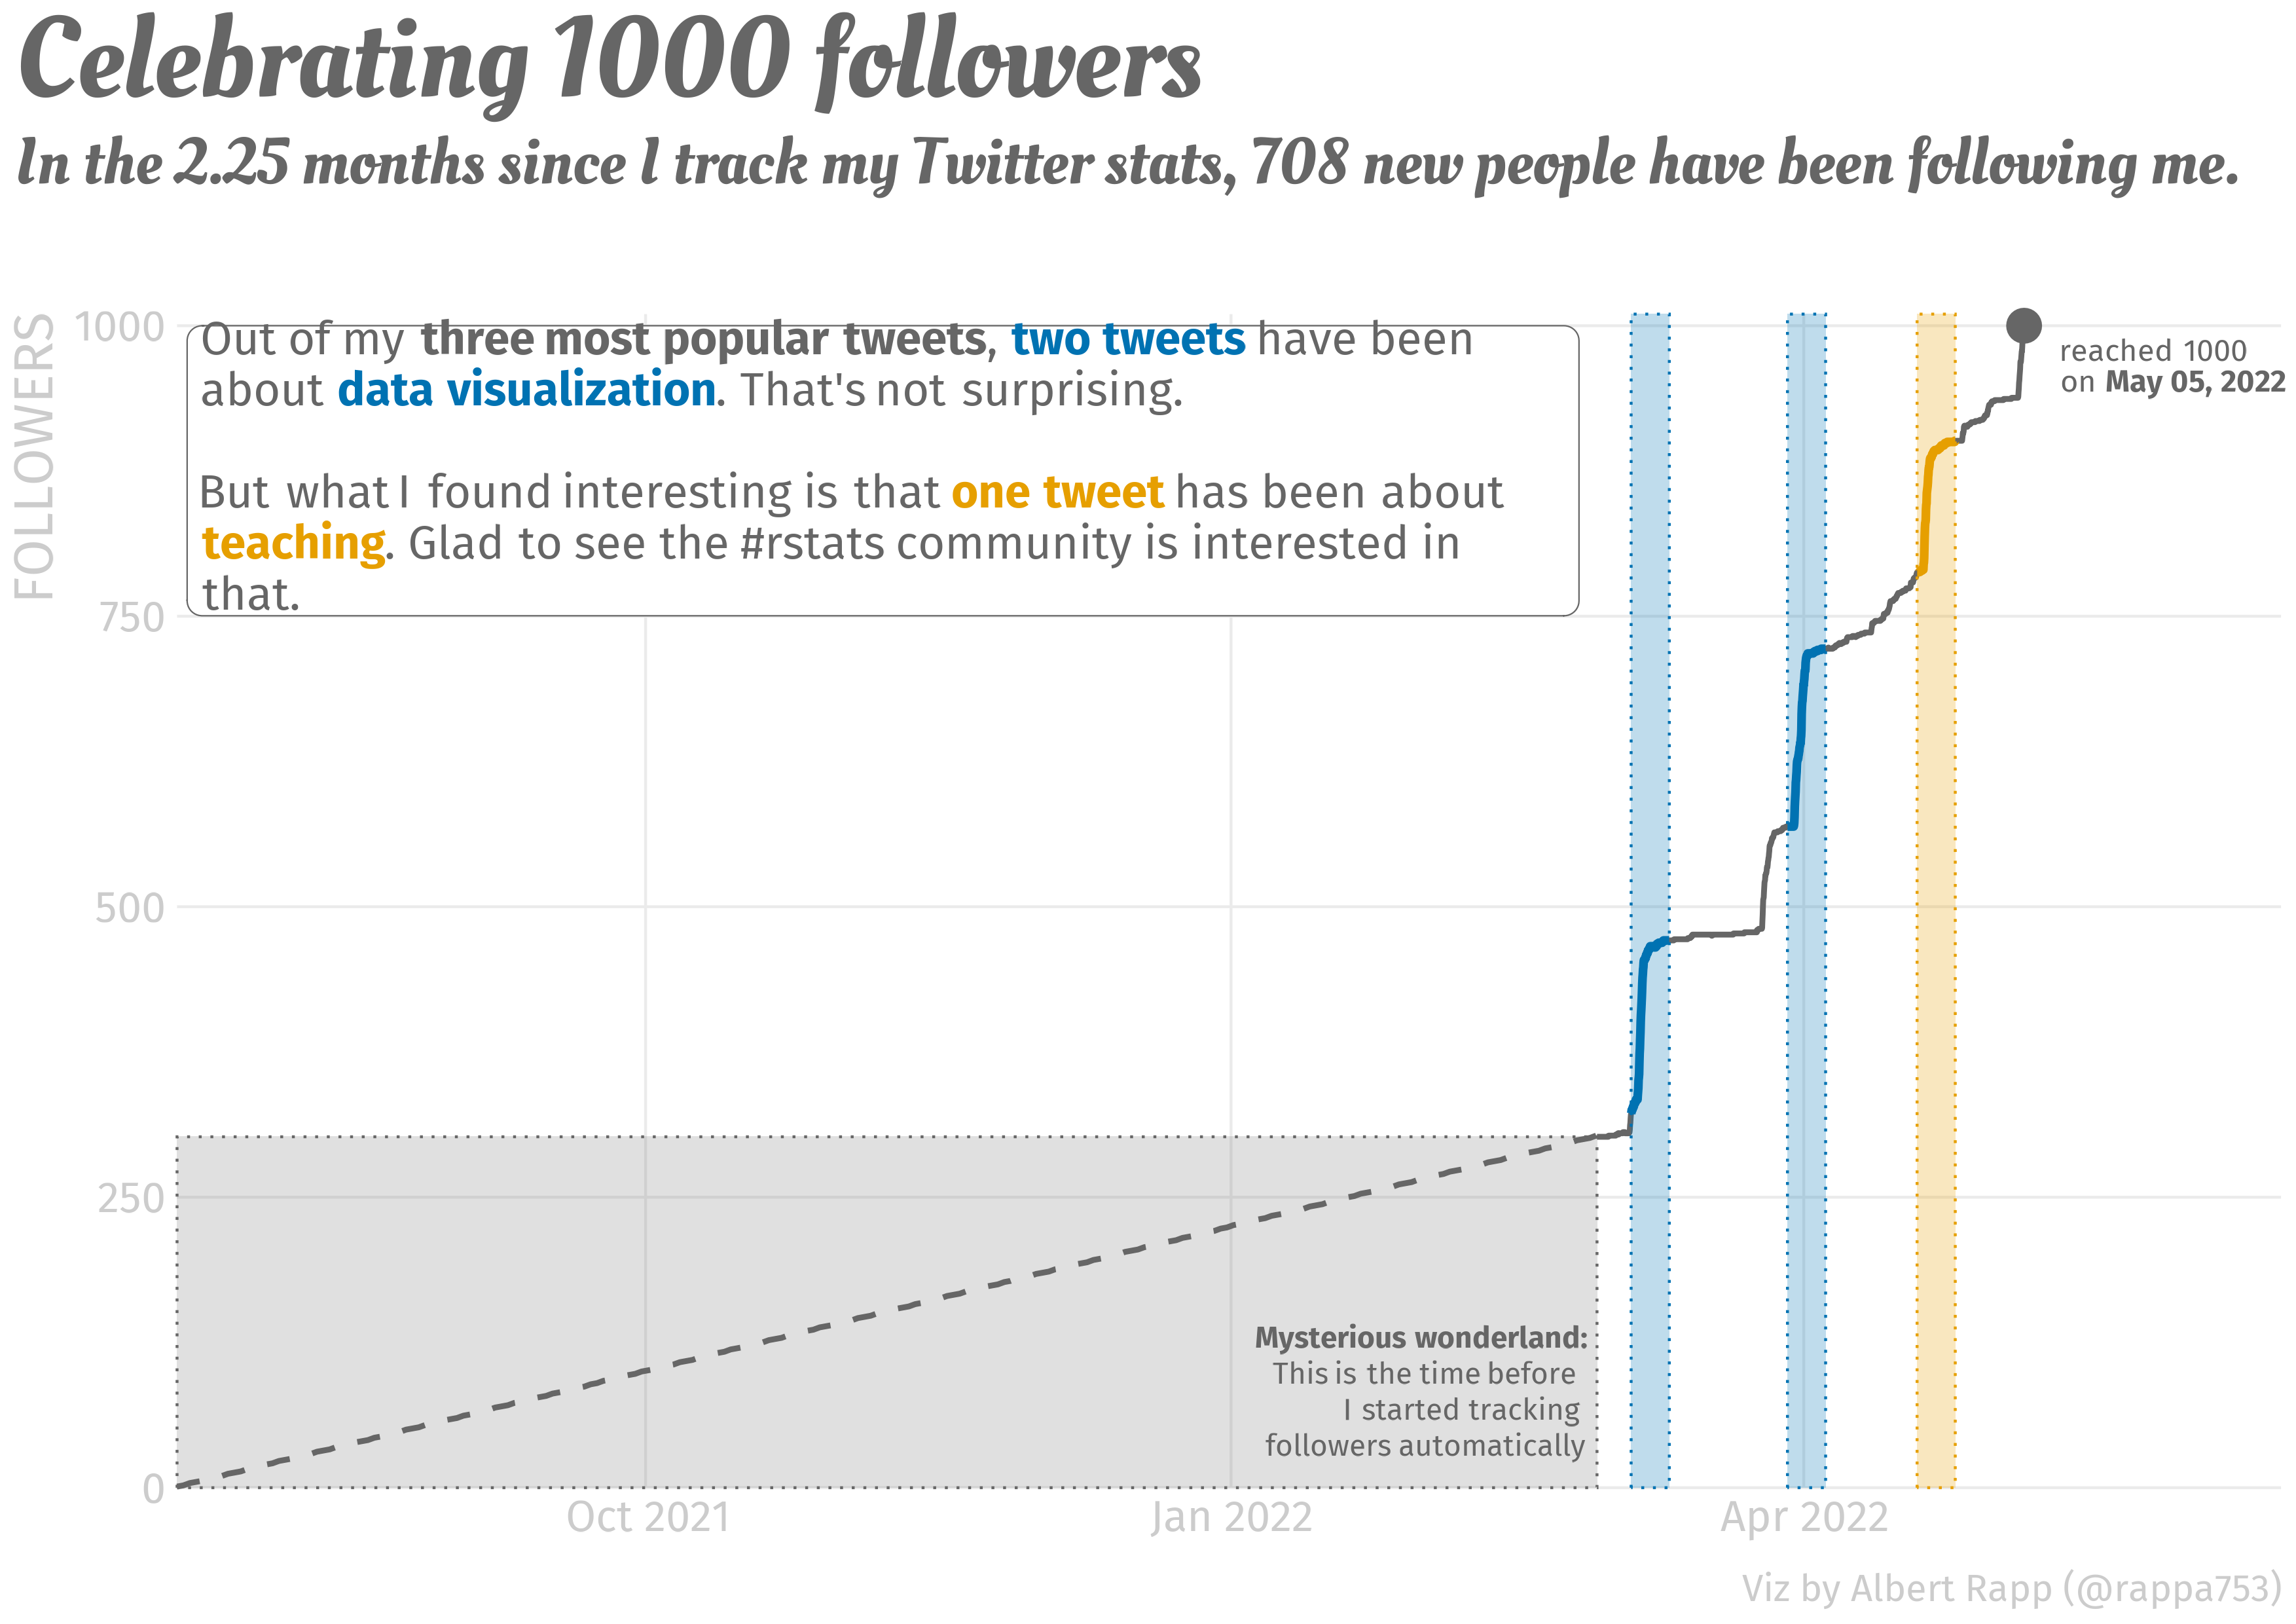 Celebrating 1000 followers
In the 2.25 months since I track my Twitter stats, 708 new people have been following me.
FOLLOWERS
1000
750
500
250
0
Out of my three most popular tweets, two tweets have been
about data visualization. That's not surprising.
But what I found interesting is that one tweet has been about
teaching. Glad to see the #rstats community is interested in
that.
reached 1000
on May 05, 2022
Mysterious wonderland:
This is the time before
I started tracking
followers automatically
Oct 2021
Jan 2022
Apr 2022
Viz by Albert Rapp (@rappa753)